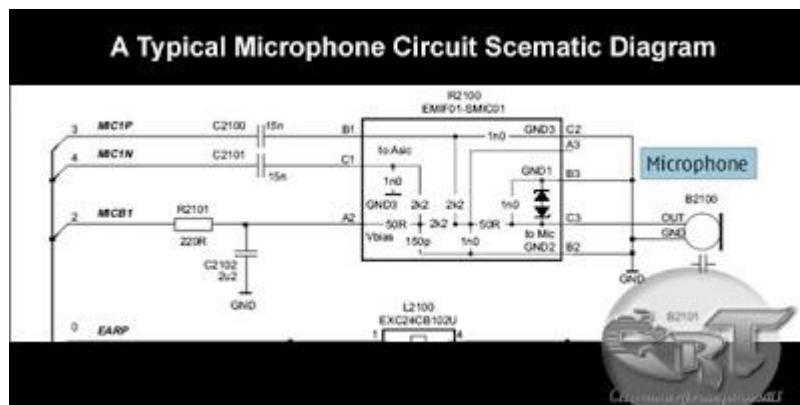 A Typical Microphone Circuit Scematic Diagram
R2100
EMIF01-SMIC01
3 MIC1P C2100 15n B1 1n0 GND3 C2
A3
4 MIC1N C2101 15n C1 to Asic
GND1 B3
Microphone
1n0
GND3 2k2 2k2 1n0
B2100
2 MICB1 R2101 220R A2 50R 2k2 50R C3 OUT
Vbias 150p 1n0 to Mic GND
GND2 B2
C2102
2u2
GND
GND
L2100
EXC24CB102U
0 EARP 1 4
B2101
CRT